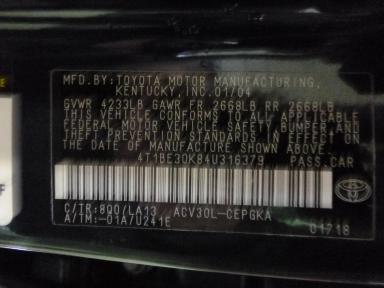 MFD. BY: TOYOTA MOTOR MANUFACTURING,
KENTUCKY, INC. 01/04
GVWR 4233LB GAWR FR 2668LB RR 2668LB
THIS VEHICLE CONFORMS TO ALL APPLICABLE
FEDERAL MOTOR VEHICLE SAFETY, BUMPER, AND
THEFT PREVENTION STANDARDS IN EFFECT ON
THE DATE OF MANUFACTURE SHOWN ABOVE.
4T1BE30K84U316379 PASS.CAR
C/TR:8Q0/LA13 ACV30L-CEPGKA
A/TM:-01A/U241E 01718
TOYOTA
F